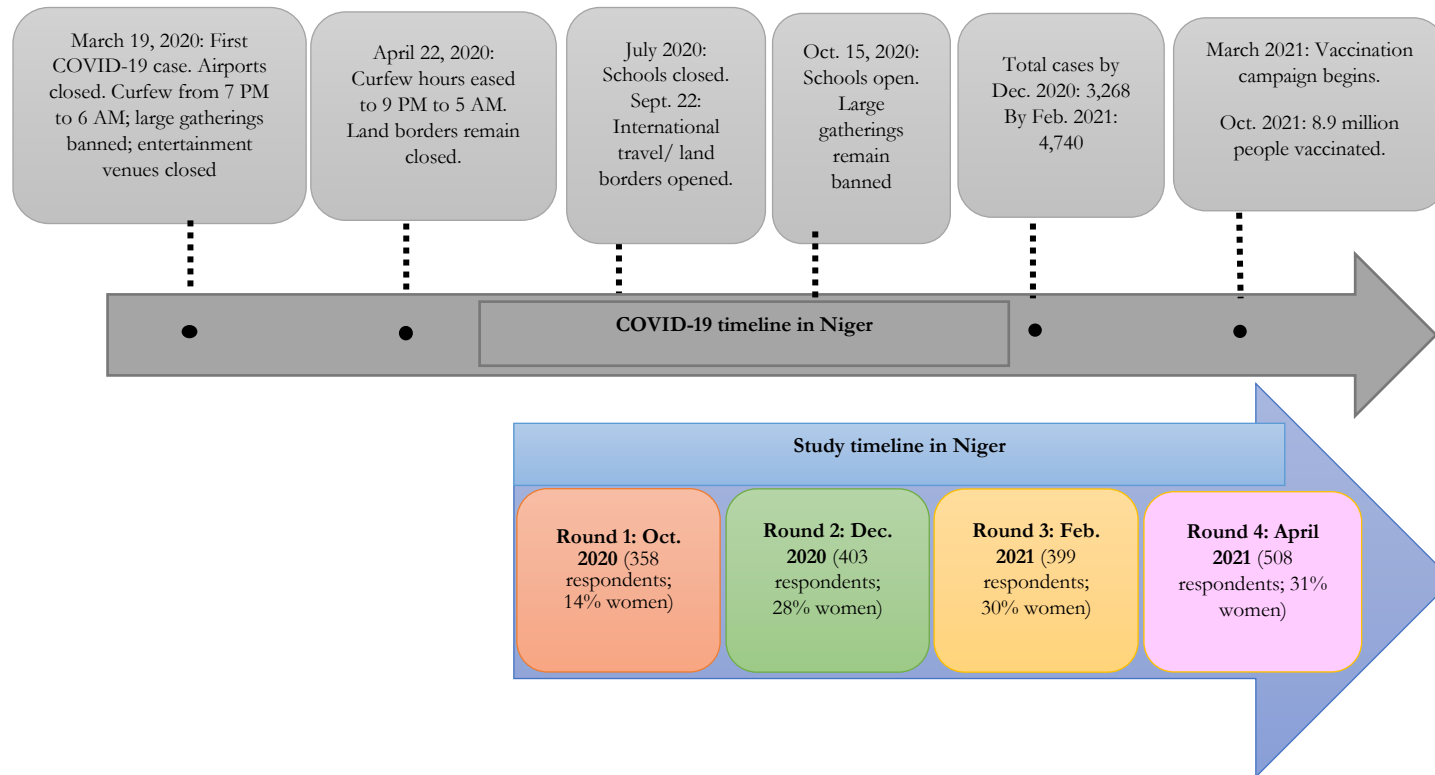 March 19, 2020: First
COVID-19 case. Airports
closed. Curfew from 7 PM
to 6 AM; large gatherings
banned; entertainment
venues closed
April 22, 2020:
Curfew hours eased
to 9 PM to 5 AM.
Land borders remain
closed.
July 2020:
Schools closed.
Sept. 22:
International
travel/ land
borders opened.
Oct. 15, 2020:
Schools open.
Large
gatherings
remain
banned
Total cases by
Dec. 2020: 3,268
By Feb. 2021:
4,740
March 2021: Vaccination
campaign begins.
Oct. 2021: 8.9 million
people vaccinated.
COVID-19 timeline in Niger
Study timeline in Niger
Round 1: Oct.
2020 (358
respondents;
14% women)
Round 2: Dec.
2020 (403
respondents;
28% women)
Round 3: Feb.
2021 (399
respondents;
30% women)
Round 4: April
2021 (508
respondents; 31%
women)